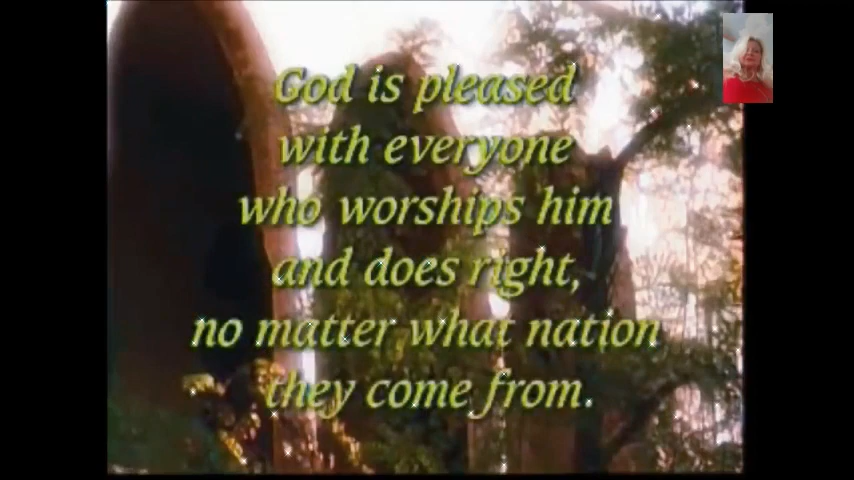 God is pleased
with everyone
who worships him
and does right,
no matter what nation
they come from.